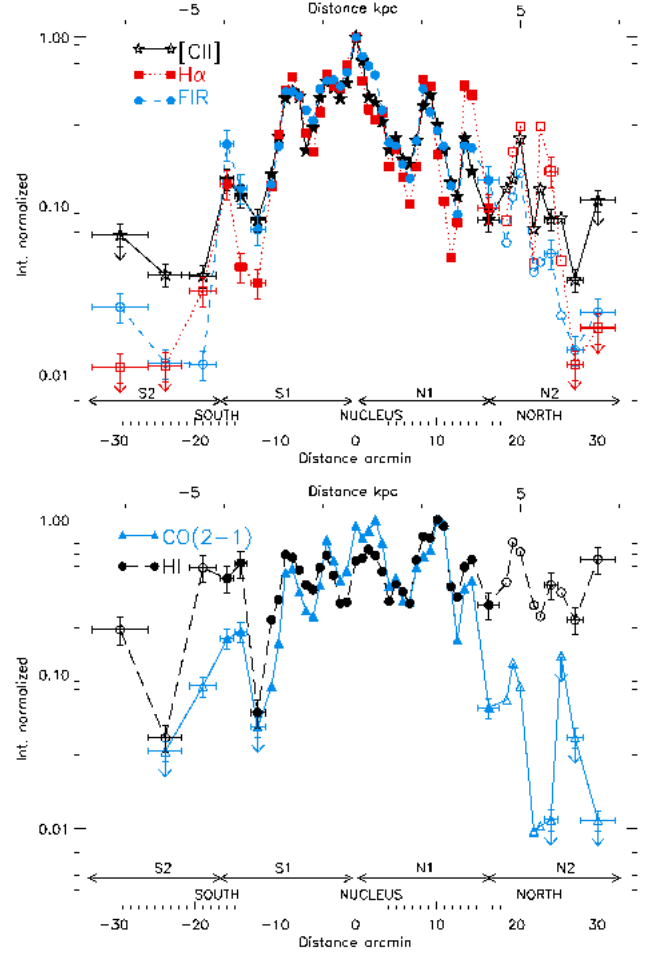 Distance kpc
-5 5
1.00
[CII]
Hα
FIR
0.10
Int. normalized
0.01
S2 S1 N1 N2
SOUTH NUCLEUS NORTH
-30 -20 -10 0 10 20 30
Distance arcmin
Distance kpc
-5 5
1.00
CO(2-1)
HI
0.10
Int. normalized
0.01
S2 S1 N1 N2
SOUTH NUCLEUS NORTH
-30 -20 -10 0 10 20 30
Distance arcmin